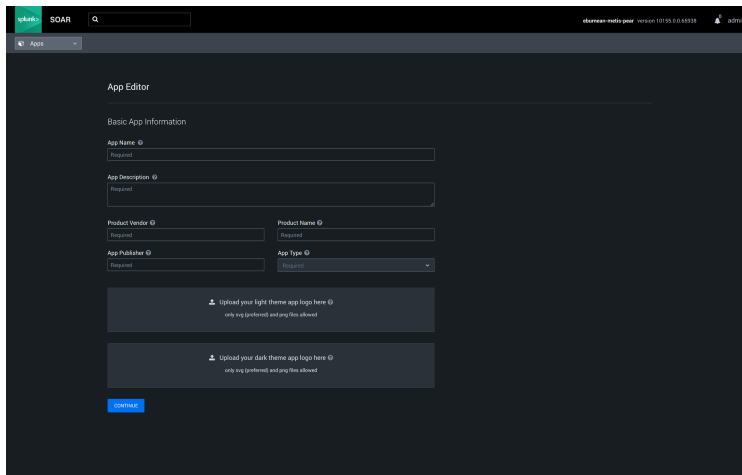 splunk> SOAR
eburnean-metis-pear version 10155.0.0.66938 0 admi
Apps
App Editor
Basic App Information
App Name
Required
App Description
Required
Product Vendor Product Name
Required Required
App Publisher App Type
Required Required
Upload your light theme app logo here
only svg (preferred) and png files allowed
Upload your dark theme app logo here
only svg (preferred) and png files allowed
CONTINUE